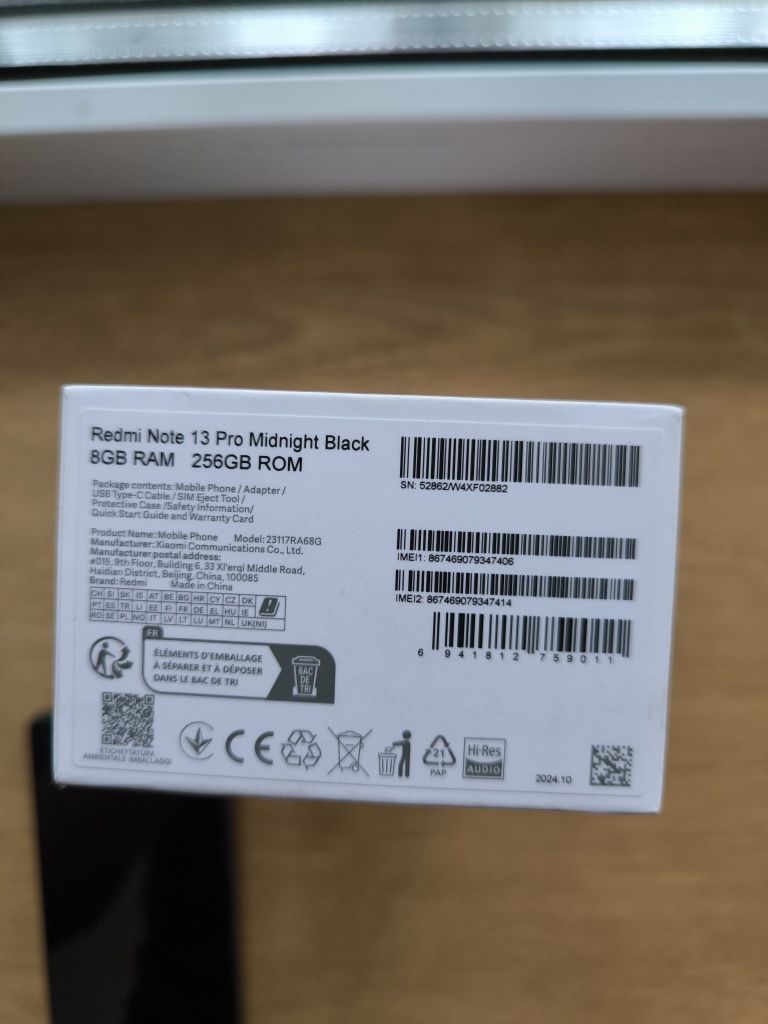 Redmi Note 13 Pro Midnight Black
8GB RAM 256GB ROM
Package contents: Mobile Phone / Adapter /
USB Type-C Cable / SIM Eject Tool /
Protective Case /Safety Information/
Quick Start Guide and Warranty Card
Product Name: Mobile Phone Model: 23117RA68G
Manufacturer: Xiaomi Communications Co., Ltd.
Manufacturer postal address:
#019, 9th Floor, Building 6, 33 Xi'erqi Middle Road,
Haidian District, Beijing, China, 100085
Brand: Redmi Made in China
CH SI SK IS AT BE BG HR CY CZ DK
PT ES TR LI EE FI FR DE EL HU IE
RO SE PL NO IT LV LT LU MT NL UK(NI)
FR
ÉLÉMENTS D'EMBALLAGE
À SÉPARER ET À DÉPOSER
DANS LE BAC DE TRI
BAC
DE
TRI
ETICHETTATURA
AMBIENTALE IMBALLAGGI
CE
21
PAP
Hi-Res
AUDIO
SN: 52862/W4XF02882
IMEI1: 867469079347406
IMEI2: 867469079347414
6 941812 759011
2024.10